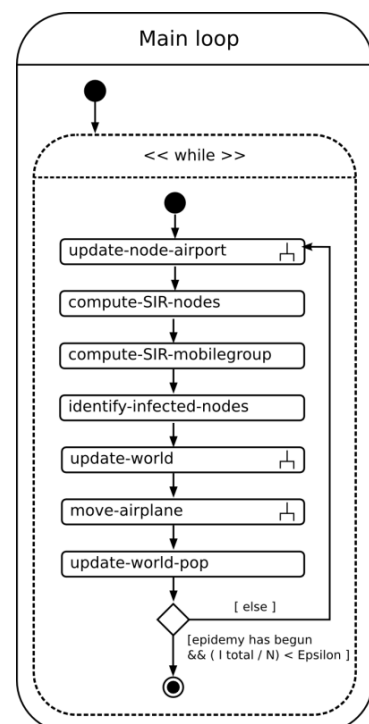 Main loop
<< while >>
update-node-airport
compute-SIR-nodes
compute-SIR-mobilegroup
identify-infected-nodes
update-world
move-airplane
update-world-pop
[ else ]
[epidemy has begun
&& ( I total / N) < Epsilon ]